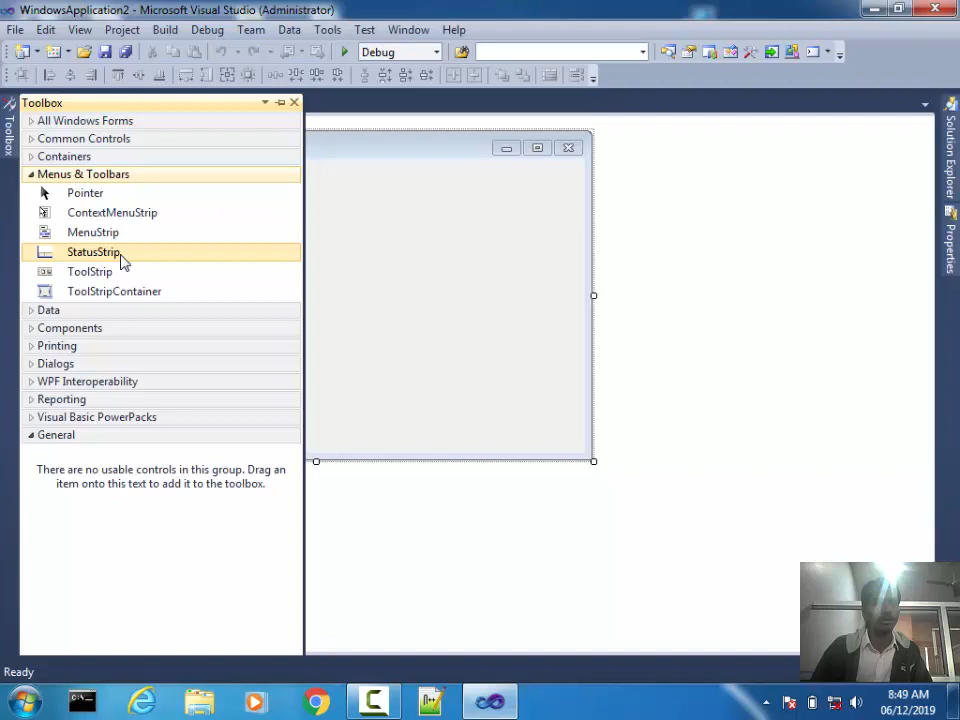 WindowsApplication2 - Microsoft Visual Studio (Administrator)
File Edit View Project Build Debug Team Data Tools Test Window Help
Debug
Toolbox
Toolbox
All Windows Forms
Common Controls
Containers
Menus & Toolbars
Pointer
ContextMenuStrip
MenuStrip
StatusStrip
ToolStrip
ToolStripContainer
Data
Components
Printing
Dialogs
WPF Interoperability
Reporting
Visual Basic PowerPacks
General
There are no usable controls in this group. Drag an
item onto this text to add it to the toolbox.
Solution Explorer
Properties
Ready
8:49 AM
06/12/2019